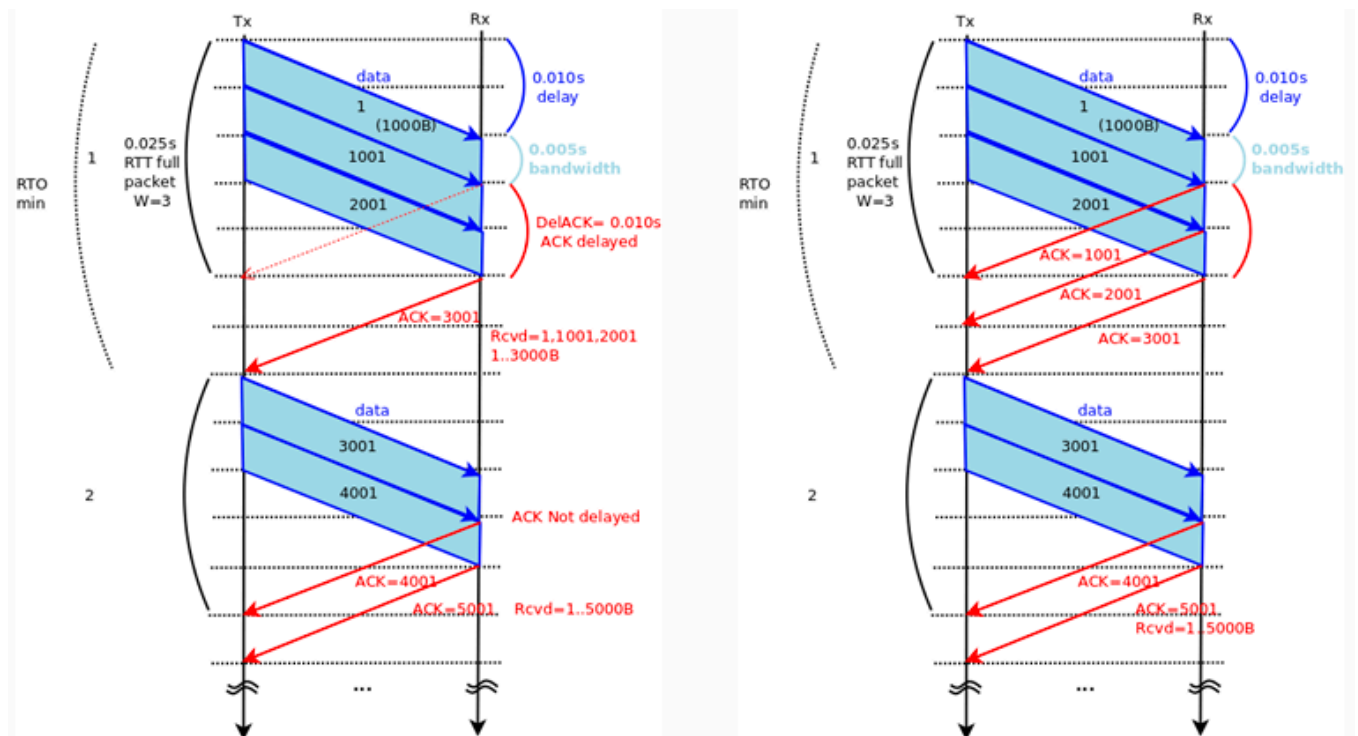 Tx
Rx
data
0.010s
delay
1
(1000B)
0.025s
RTT full
packet
W=3
1
RTO
min
1001
0.005s
bandwidth
2001
DelACK= 0.010s
ACK delayed
ACK=3001
Rcvd=1,1001,2001
1..3000B
data
3001
4001
2
ACK Not delayed
ACK=4001
ACK=5001
Rcvd=1..5000B
...
Tx
Rx
data
0.010s
delay
1
(1000B)
0.025s
RTT full
packet
W=3
1
RTO
min
1001
0.005s
bandwidth
2001
ACK=1001
ACK=2001
ACK=3001
data
3001
4001
2
ACK=4001
ACK=5001
Rcvd=1..5000B
...